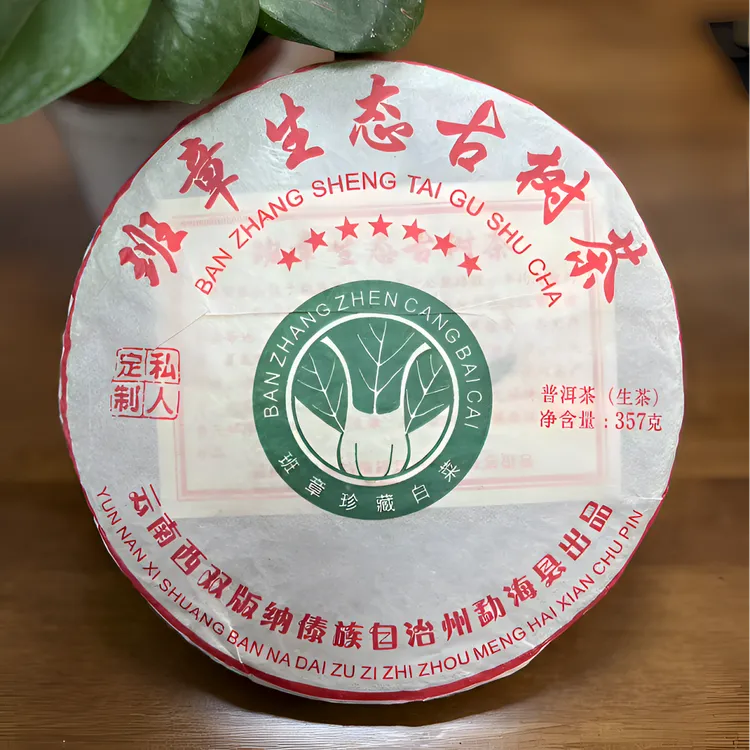 班章生态古树茶
BAN ZHANG SHENG TAI GU SHU CHA
BAN ZHANG ZHEN CANG BAI CAI
班章珍藏白菜
私人
定制
普洱茶（生茶）
净含量：357克
云南西双版纳傣族自治州勐海县出品
YUN NAN XI SHUANG BAN NA DAI ZU ZI ZHI ZHOU MENG HAI XIAN CHU PIN